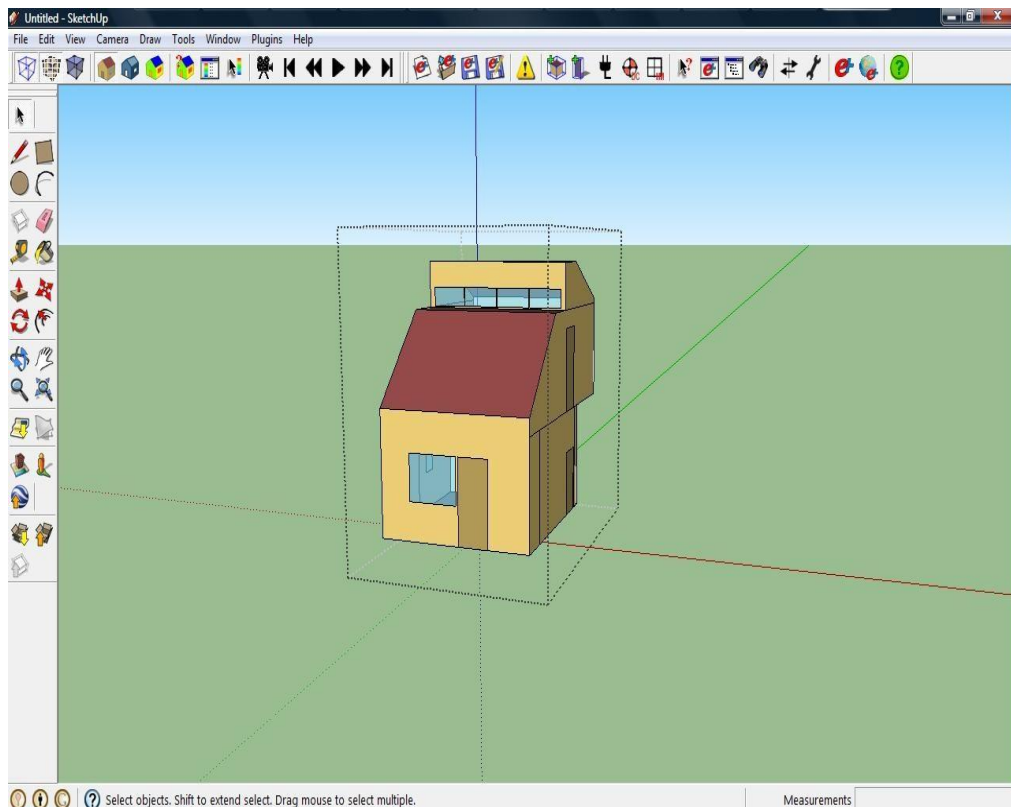 Untitled - SketchUp
File Edit View Camera Draw Tools Window Plugins Help
Select objects. Shift to extend select. Drag mouse to select multiple.
Measurements